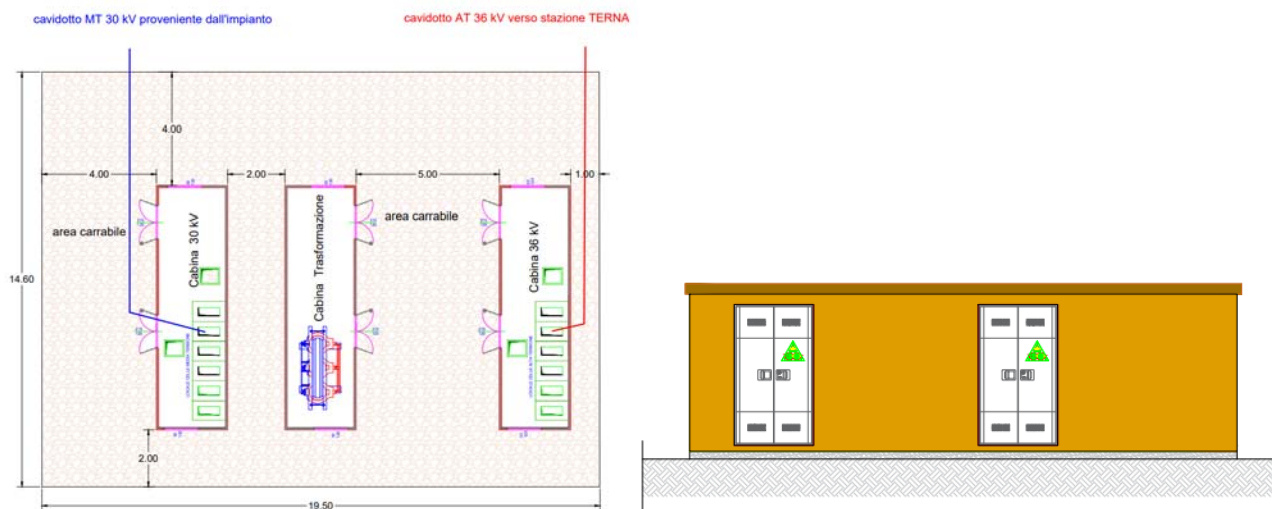 cavidotto MT 30 kV proveniente dall'impianto
cavidotto AT 36 kV verso stazione TERNA
4.00
4.00
2.00
5.00
1.00
area carrabile
Cabina 30 kV
Cabina Trasformazione
area carrabile
Cabina 36 kV
14.60
2.00
19.50